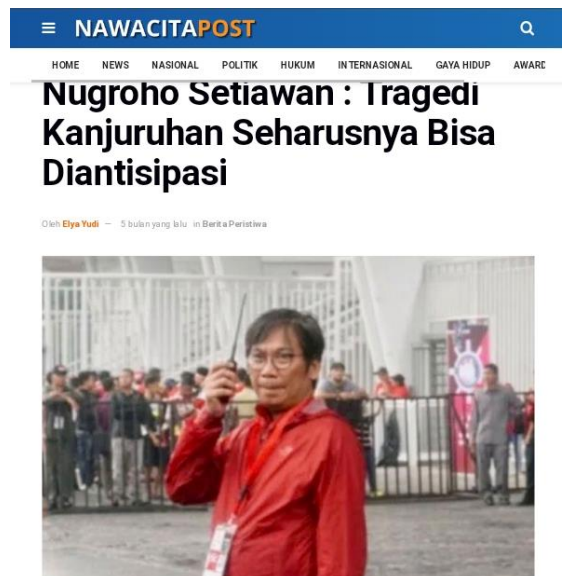 NAWACITAPOST
HOME NEWS NASIONAL POLITIK HUKUM INTERNASIONAL GAYA HIDUP AWARD
Nugroho Setiawan : Tragedi
Kanjuruhan Seharusnya Bisa
Diantisipasi
Oleh Elya Yudi — 5 bulan yang lalu in Berita Peristiwa